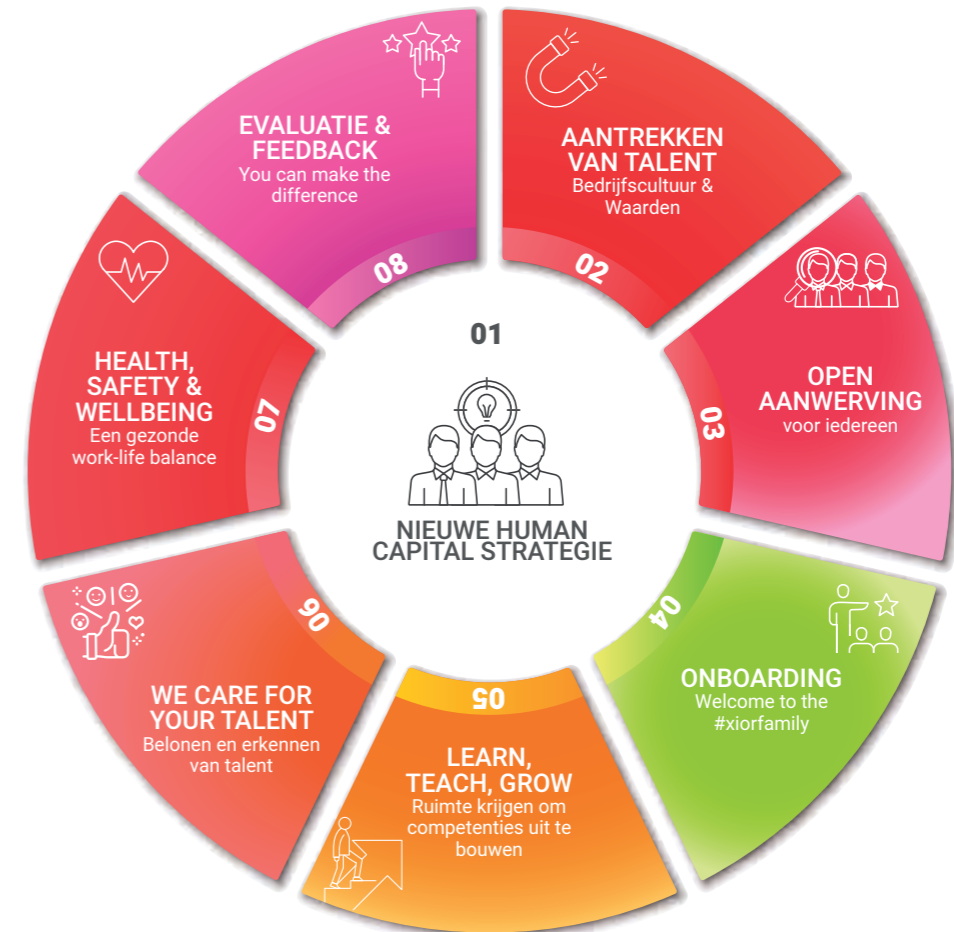 01
NIEUWE HUMAN
CAPITAL STRATEGIE
AANTREKKEN
VAN TALENT
Bedrijfscultuur &
Waarden
02
OPEN
AANWERVING
voor iedereen
03
04
ONBOARDING
Welcome to the
#xiorfamily
05
LEARN,
TEACH, GROW
Ruimte krijgen om
competenties uit te
bouwen
06
WE CARE FOR
YOUR TALENT
Belonen en erkennen
van talent
07
HEALTH,
SAFETY &
WELLBEING
Een gezonde
work-life balance
08
EVALUATIE &
FEEDBACK
You can make the
difference